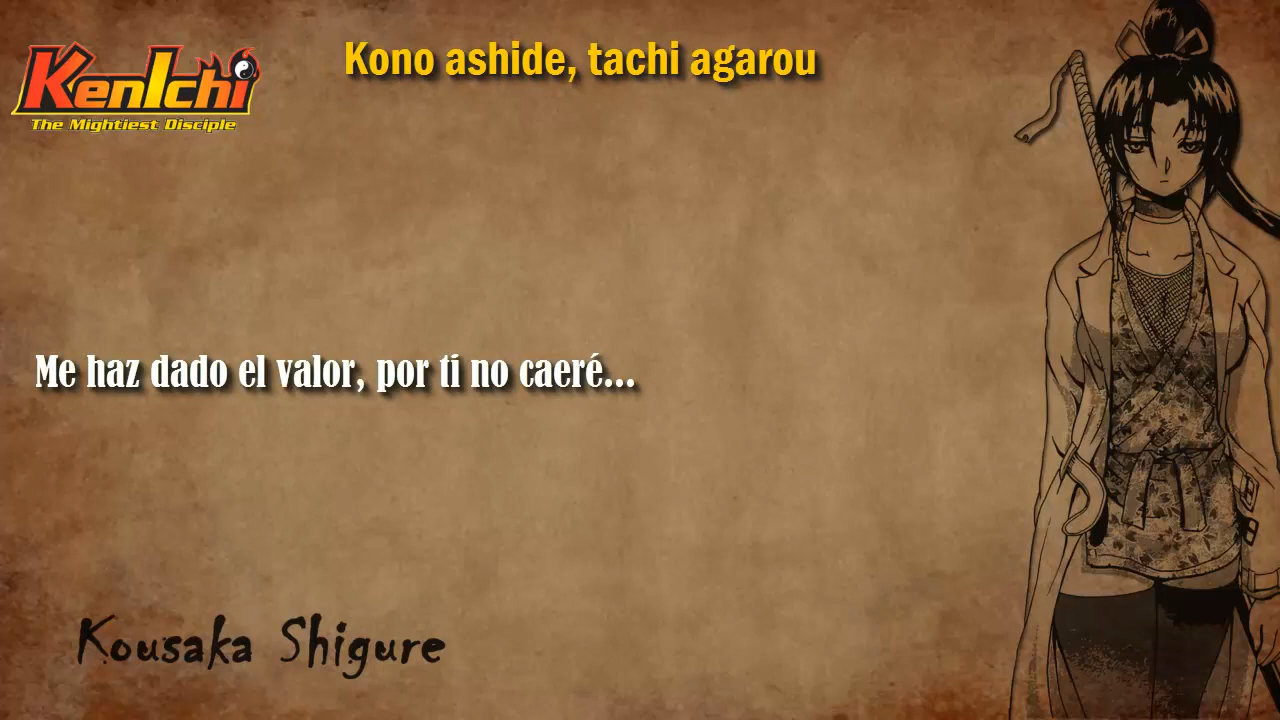 KenIchi
The Mightiest Disciple
Kono ashide, tachi agarou
Me haz dado el valor, por ti no caeré...
Kousaka Shigure